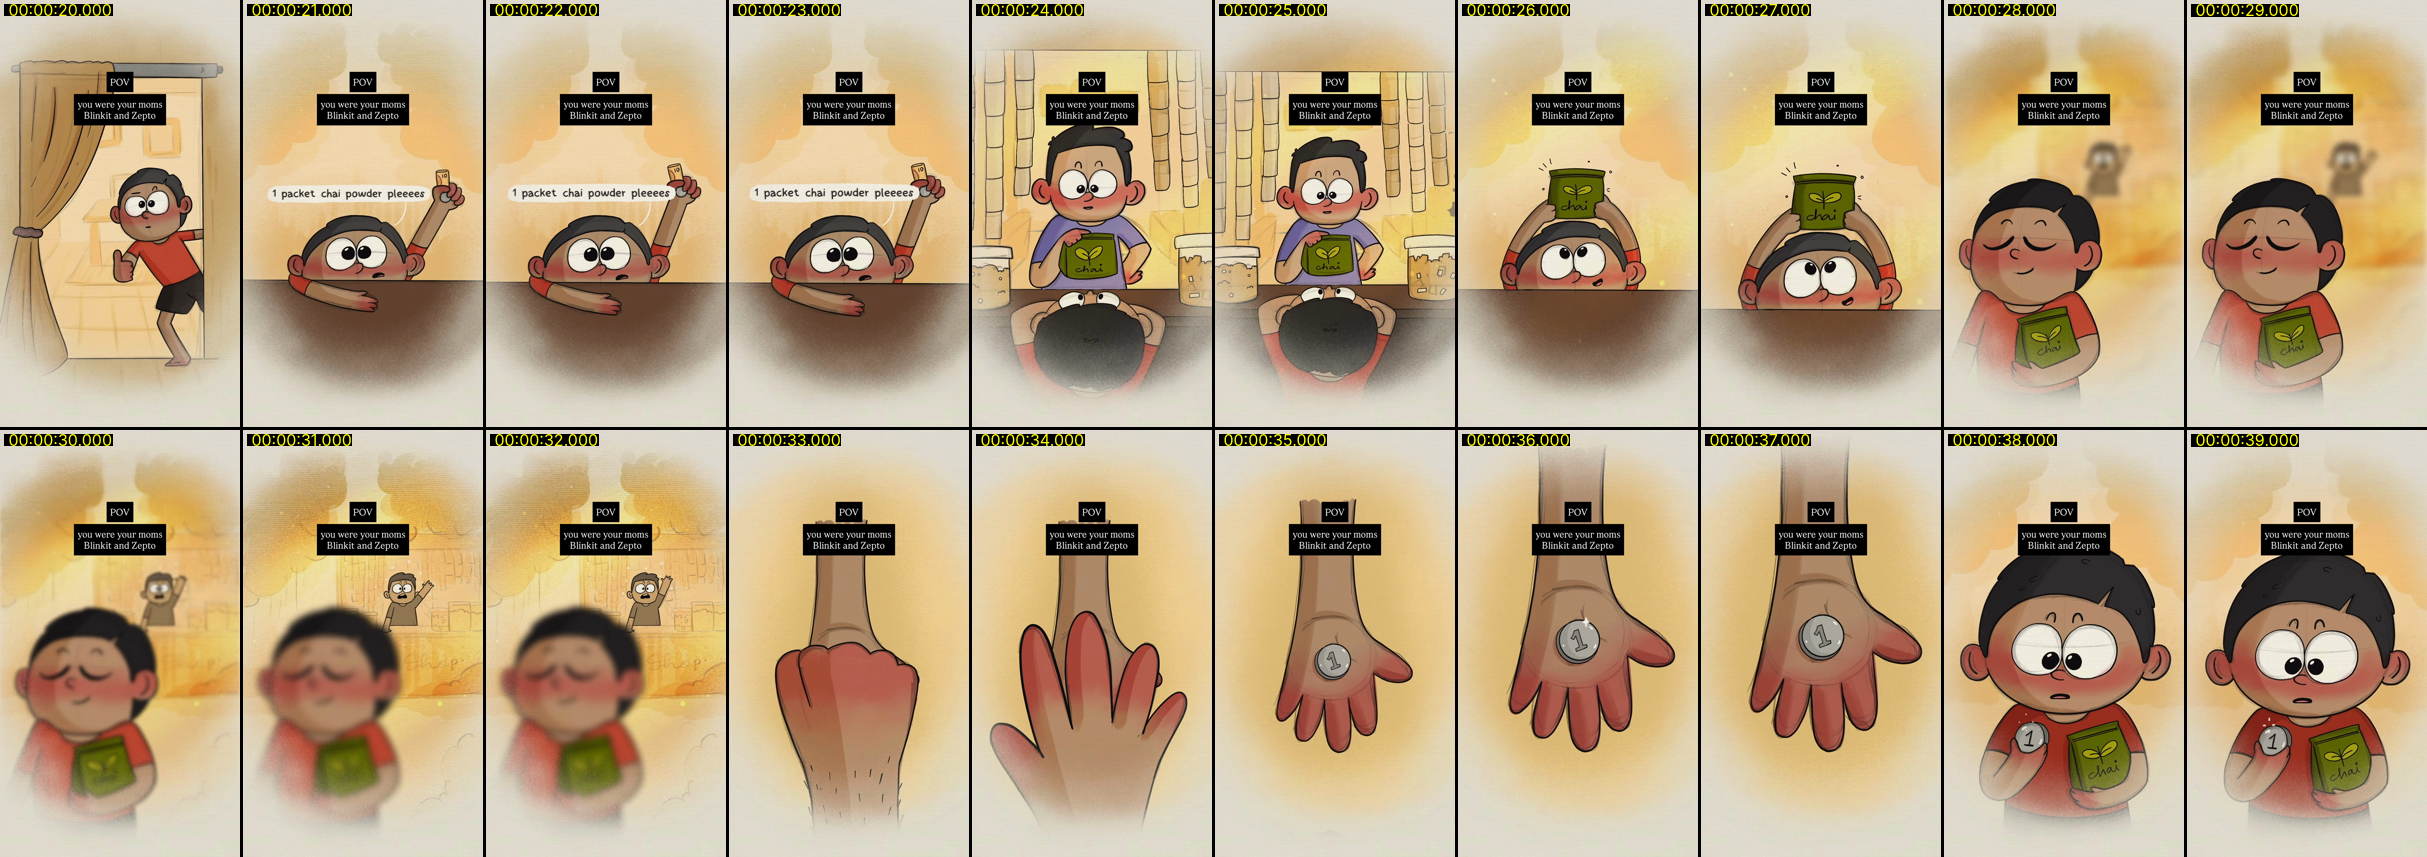 00:00:20.000
POV
you were your moms
Blinkit and Zepto
00:00:21.000
POV
you were your moms
Blinkit and Zepto
10
1 packet chai powder pleeees
00:00:22.000
POV
you were your moms
Blinkit and Zepto
10
1 packet chai powder pleeees
00:00:23.000
POV
you were your moms
Blinkit and Zepto
10
1 packet chai powder pleeees
00:00:24.000
POV
you were your moms
Blinkit and Zepto
chai
00:00:25.000
POV
you were your moms
Blinkit and Zepto
chai
00:00:26.000
POV
you were your moms
Blinkit and Zepto
chai
00:00:27.000
POV
you were your moms
Blinkit and Zepto
chai
00:00:28.000
POV
you were your moms
Blinkit and Zepto
chai
00:00:29.000
POV
you were your moms
Blinkit and Zepto
chai
00:00:30.000
POV
you were your moms
Blinkit and Zepto
00:00:31.000
POV
you were your moms
Blinkit and Zepto
Shop
00:00:32.000
POV
you were your moms
Blinkit and Zepto
Shop
00:00:33.000
POV
you were your moms
Blinkit and Zepto
00:00:34.000
POV
you were your moms
Blinkit and Zepto
00:00:35.000
POV
you were your moms
Blinkit and Zepto
1
00:00:36.000
POV
you were your moms
Blinkit and Zepto
1
00:00:37.000
POV
you were your moms
Blinkit and Zepto
1
00:00:38.000
POV
you were your moms
Blinkit and Zepto
1
chai
00:00:39.000
POV
you were your moms
Blinkit and Zepto
1
chai